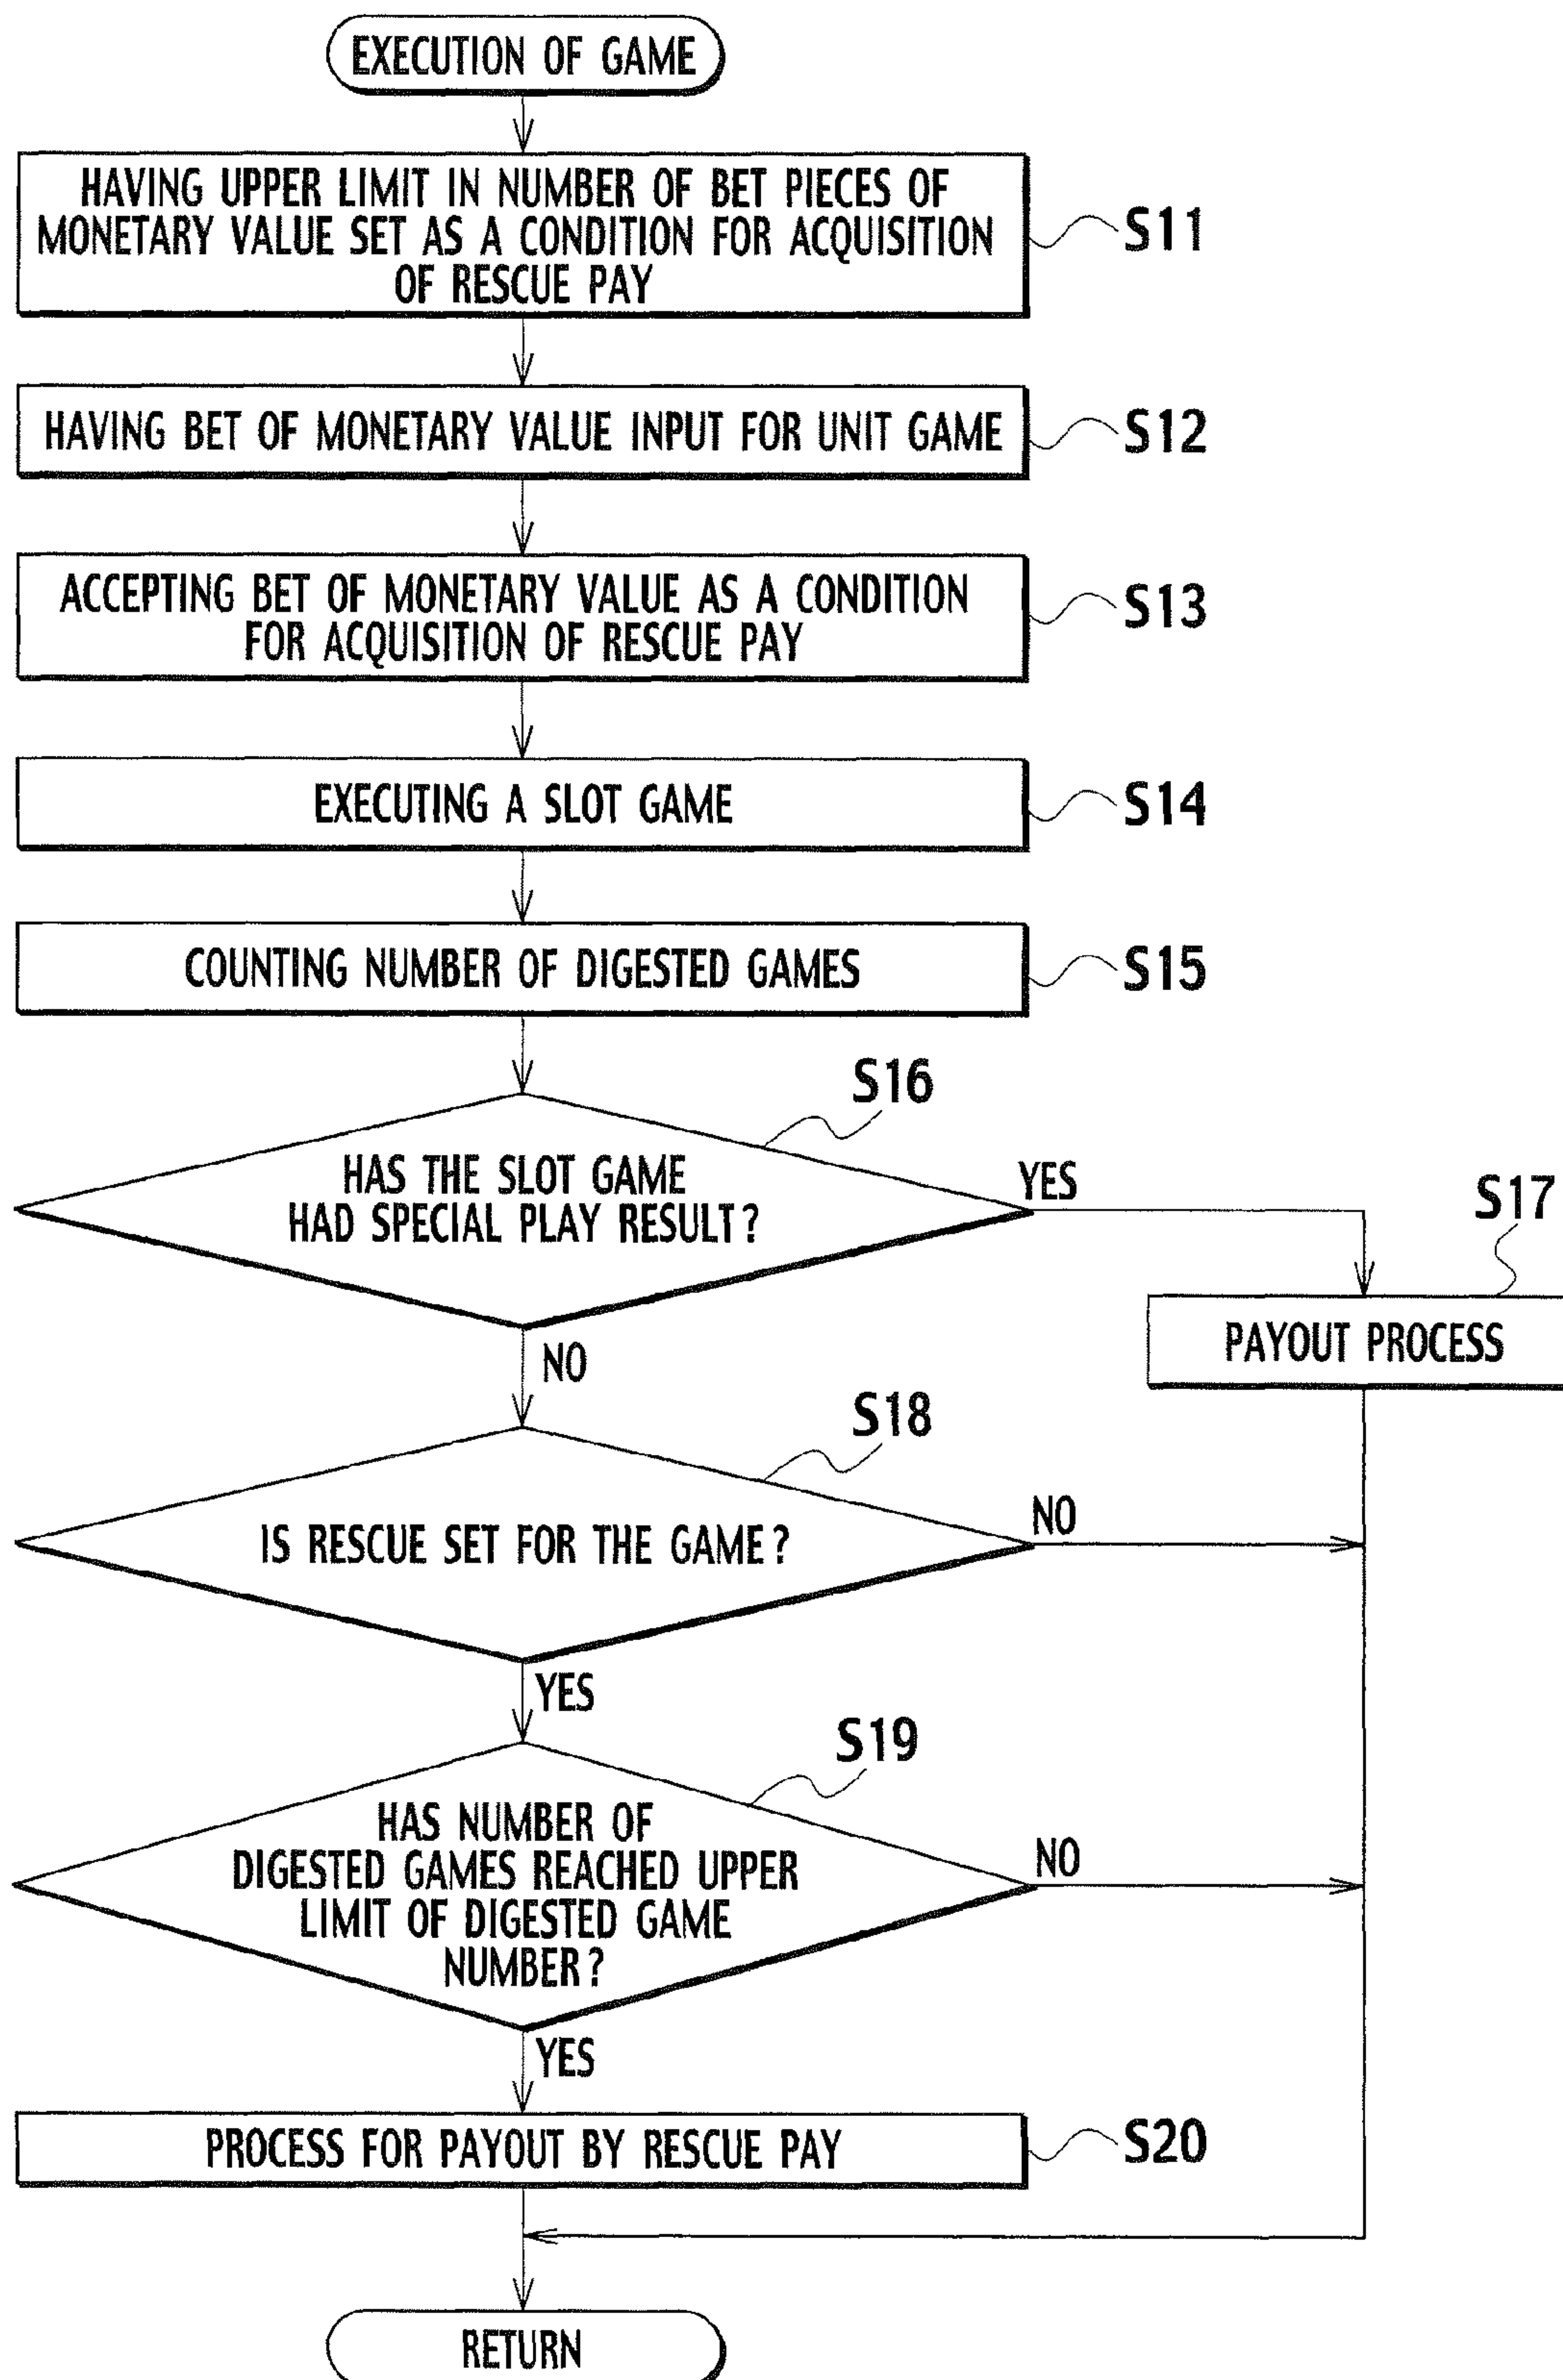 EXECUTION OF GAME
HAVING UPPER LIMIT IN NUMBER OF BET PIECES OF
MONETARY VALUE SET AS A CONDITION FOR ACQUISITION
OF RESCUE PAY
S11
HAVING BET OF MONETARY VALUE INPUT FOR UNIT GAME
S12
ACCEPTING BET OF MONETARY VALUE AS A CONDITION
FOR ACQUISITION OF RESCUE PAY
S13
EXECUTING A SLOT GAME
S14
COUNTING NUMBER OF DIGESTED GAMES
S15
S16
HAS THE SLOT GAME
HAD SPECIAL PLAY RESULT?
YES
S17
PAYOUT PROCESS
NO
S18
IS RESCUE SET FOR THE GAME?
NO
YES
S19
HAS NUMBER OF
DIGESTED GAMES REACHED UPPER
LIMIT OF DIGESTED GAME
NUMBER?
NO
YES
PROCESS FOR PAYOUT BY RESCUE PAY
S20
RETURN